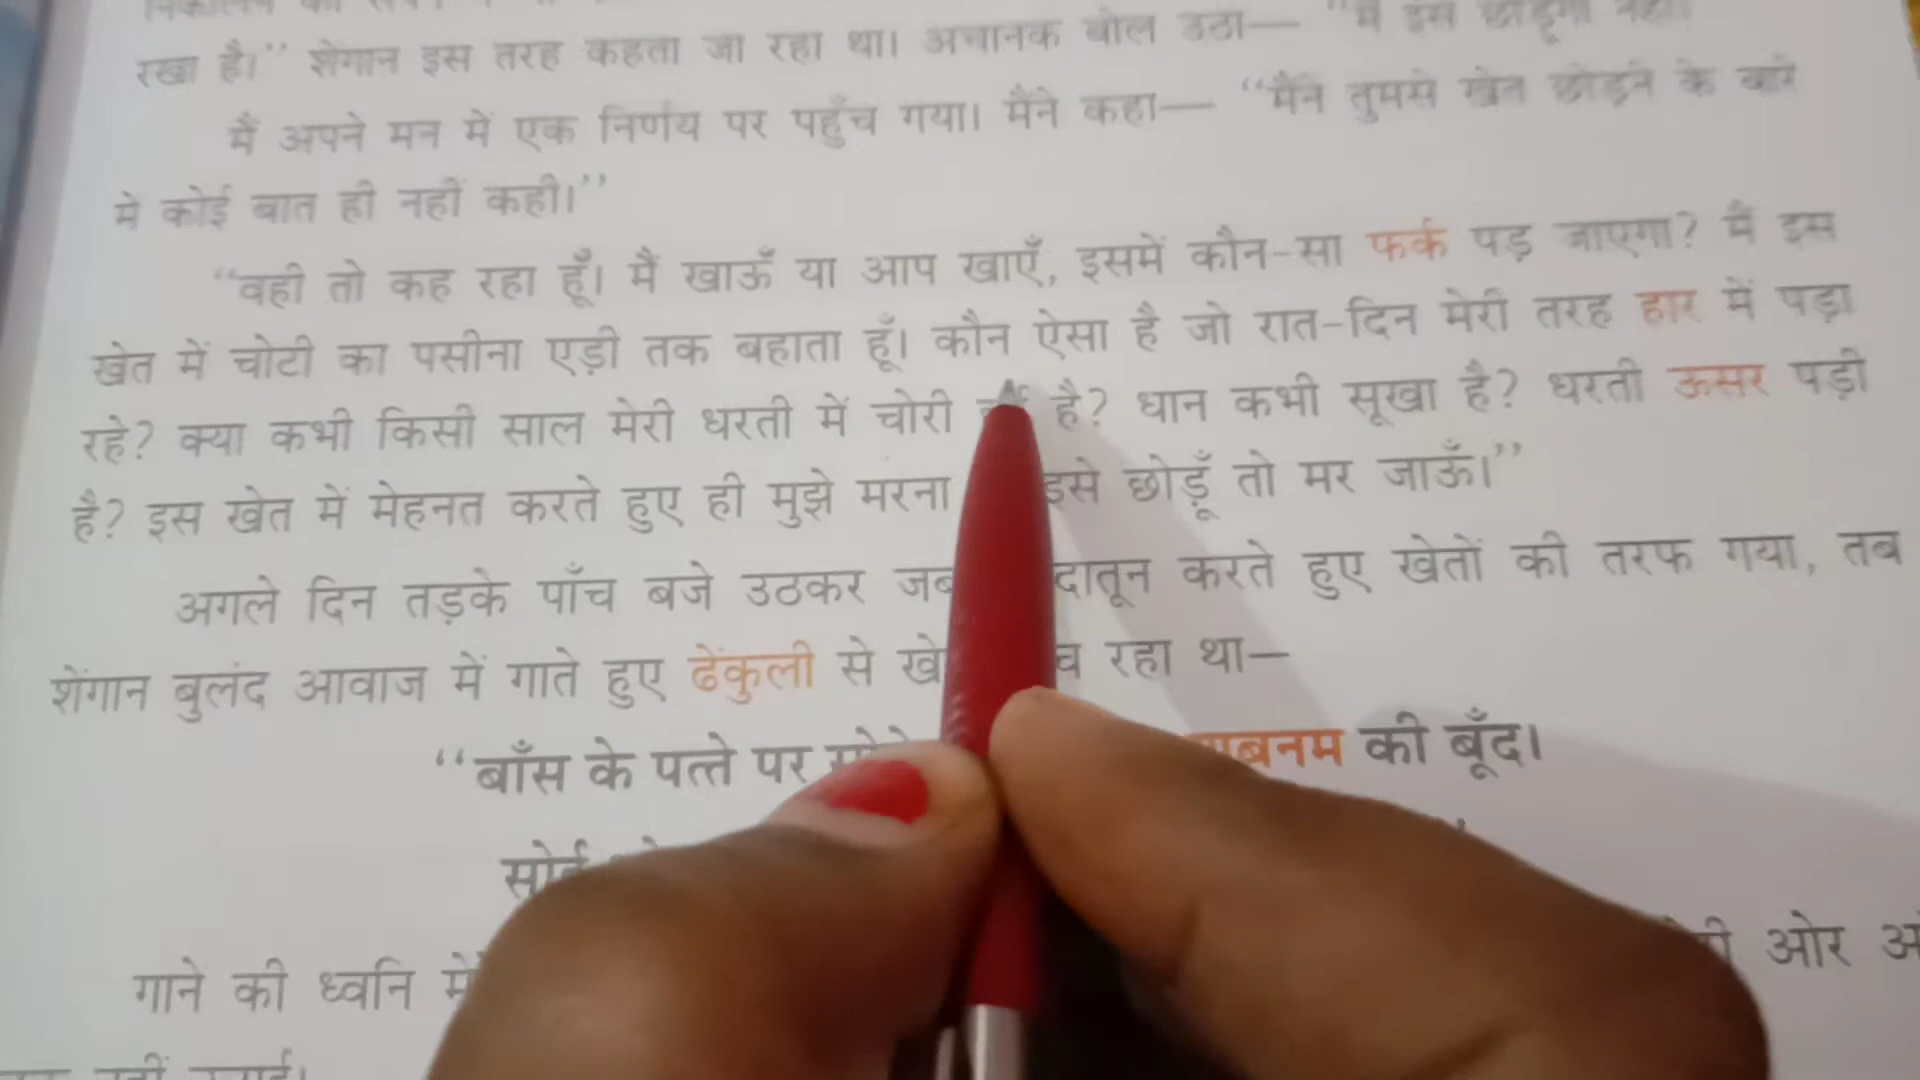 रखा है।" शेंगान इस तरह कहता जा रहा था। अचानक बोल उठा— "मैं इसे छोड़ूँगा नहीं।
मैं अपने मन में एक निर्णय पर पहुँच गया। मैंने कहा— "मैंने तुमसे खेत छोड़ने के बारे
में कोई बात ही नहीं कही।"
"वही तो कह रहा हूँ। मैं खाऊँ या आप खाएँ, इसमें कौन-सा फर्क पड़ जाएगा? मैं इस
खेत में चोटी का पसीना एड़ी तक बहाता हूँ। कौन ऐसा है जो रात-दिन मेरी तरह हार में पड़ा
रहे? क्या कभी किसी साल मेरी धरती में चोरी है? धान कभी सूखा है? धरती ऊसर पड़ी
है? इस खेत में मेहनत करते हुए ही मुझे मरना इसे छोड़ूँ तो मर जाऊँ।"
अगले दिन तड़के पाँच बजे उठकर जब दातून करते हुए खेतों की तरफ गया, तब
शेंगान बुलंद आवाज में गाते हुए ढेंकुली से रहा था—
"बाँस के पत्ते पर की बूँद।
गाने की ध्वनि ओर